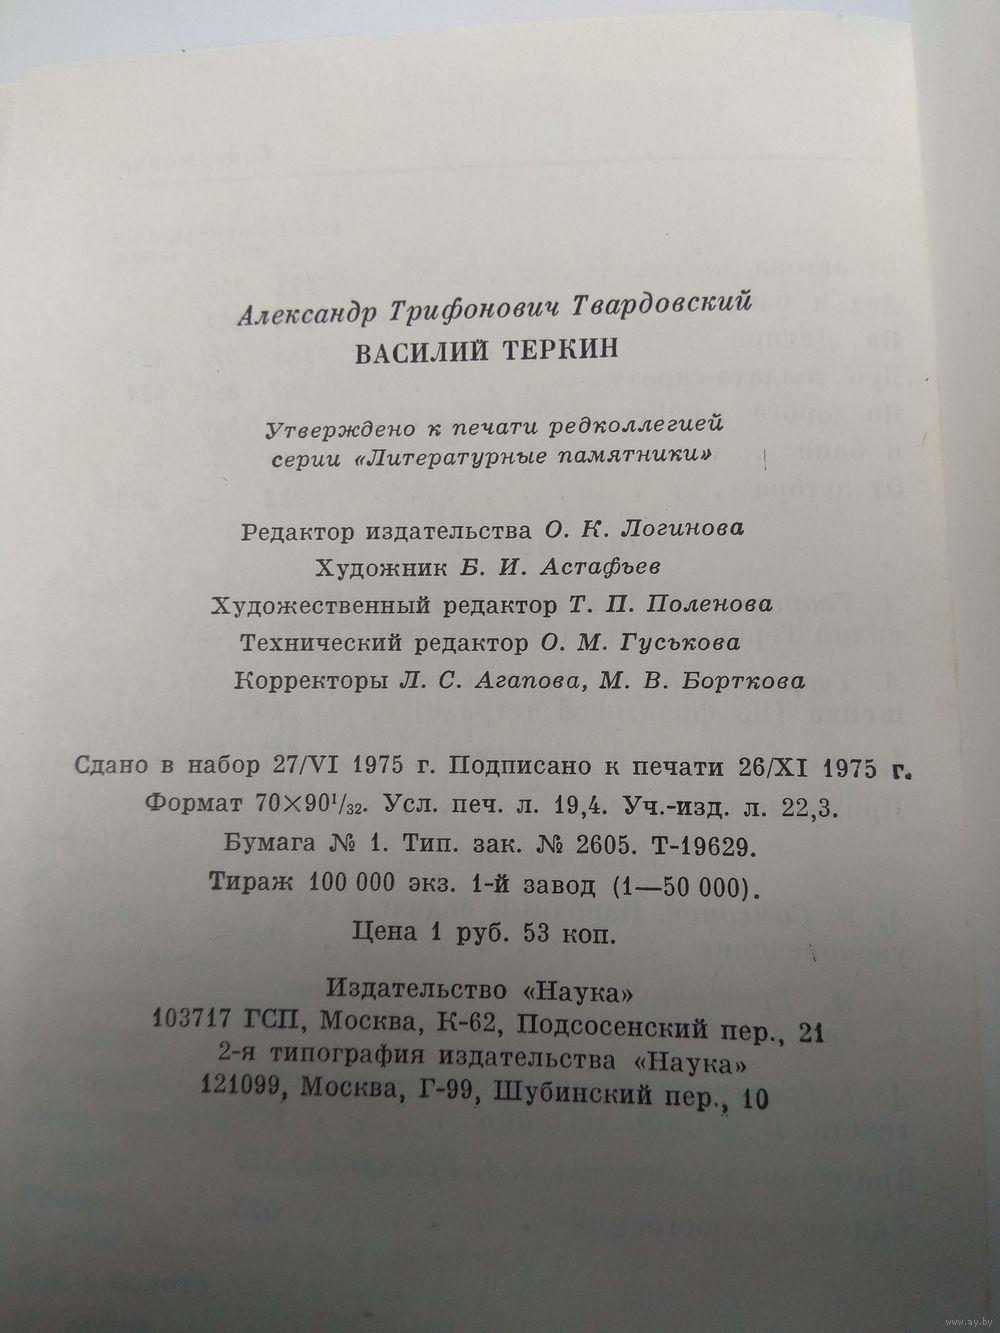 Александр Трифонович Твардовский
ВАСИЛИЙ ТЕРКИН
Утверждено к печати редколлегией
серии «Литературные памятники»
Редактор издательства О. К. Логинова
Художник Б. И. Астафьев
Художественный редактор Т. П. Поленова
Технический редактор О. М. Гуськова
Корректоры Л. С. Агапова, М. В. Борткова
Сдано в набор 27/VI 1975 г. Подписано к печати 26/XI 1975 г.
Формат 70×90¹/₃₂. Усл. печ. л. 19,4. Уч.-изд. л. 22,3.
Бумага № 1. Тип. зак. № 2605. Т-19629.
Тираж 100 000 экз. 1-й завод (1—50 000).
Цена 1 руб. 53 коп.
Издательство «Наука»
103717 ГСП, Москва, К-62, Подсосенский пер., 21
2-я типография издательства «Наука»
121099, Москва, Г-99, Шубинский пер., 10
www.ay.by